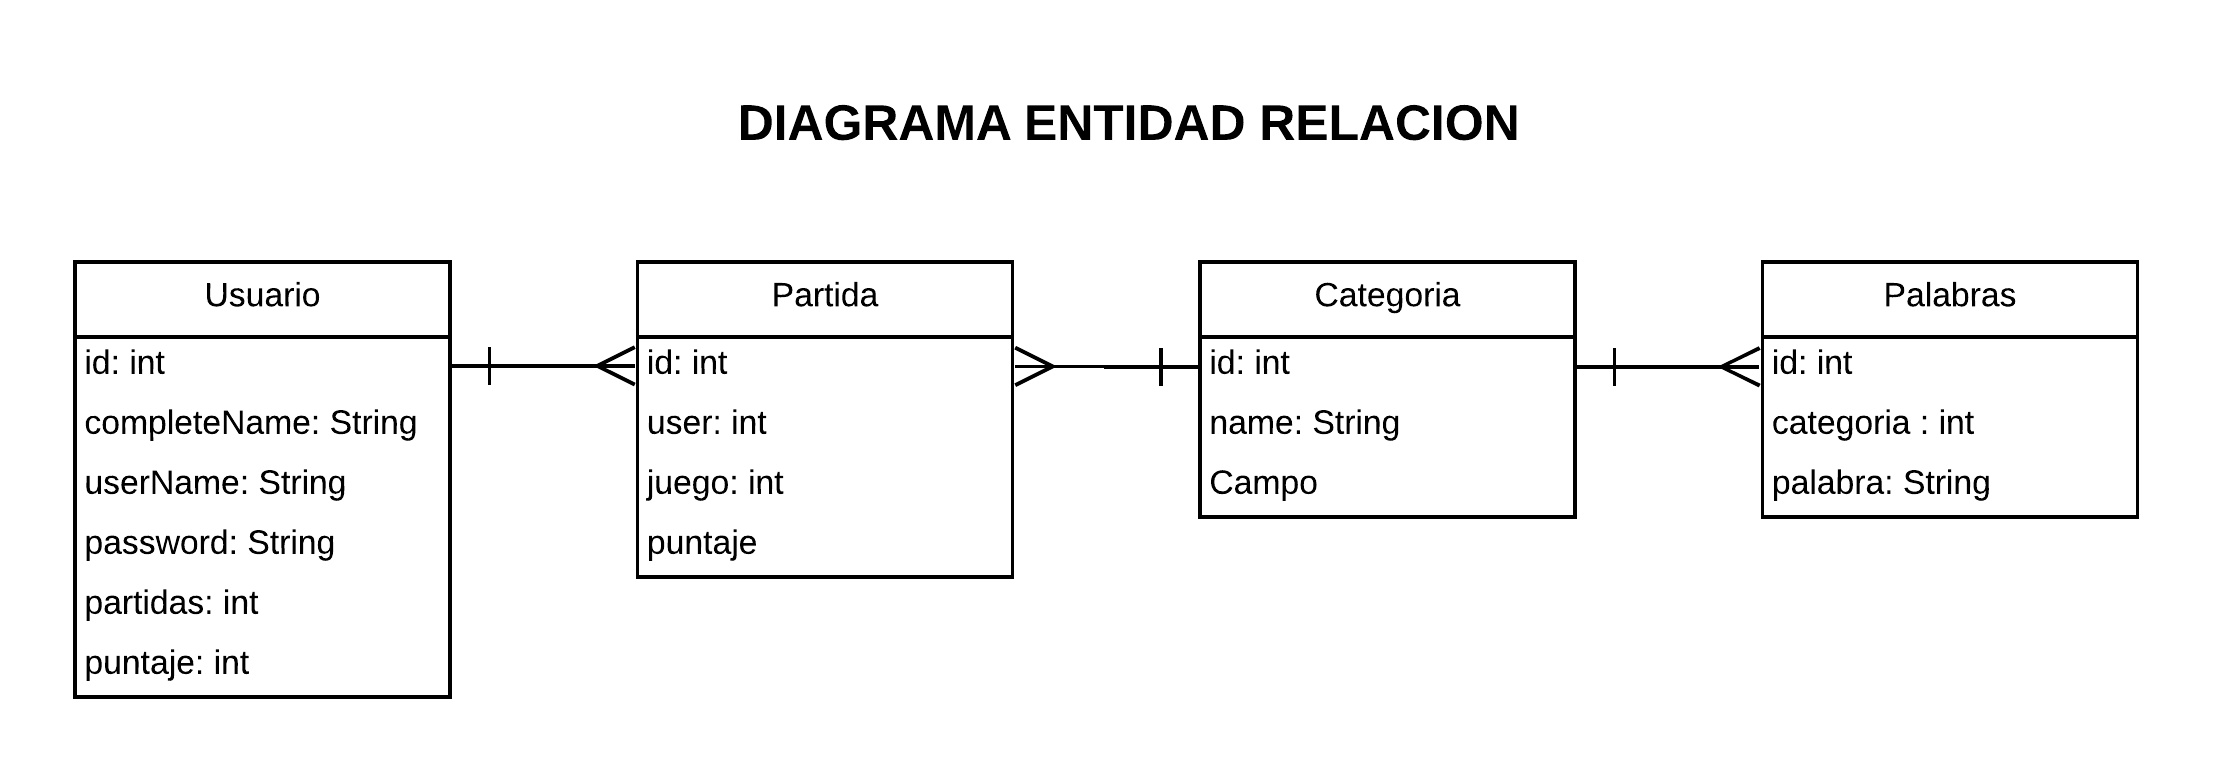 DIAGRAMA ENTIDAD RELACION
Usuario
id: int
completeName: String
userName: String
password: String
partidas: int
puntaje: int
Partida
id: int
user: int
juego: int
puntaje
Categoria
id: int
name: String
Campo
Palabras
id: int
categoria : int
palabra: String